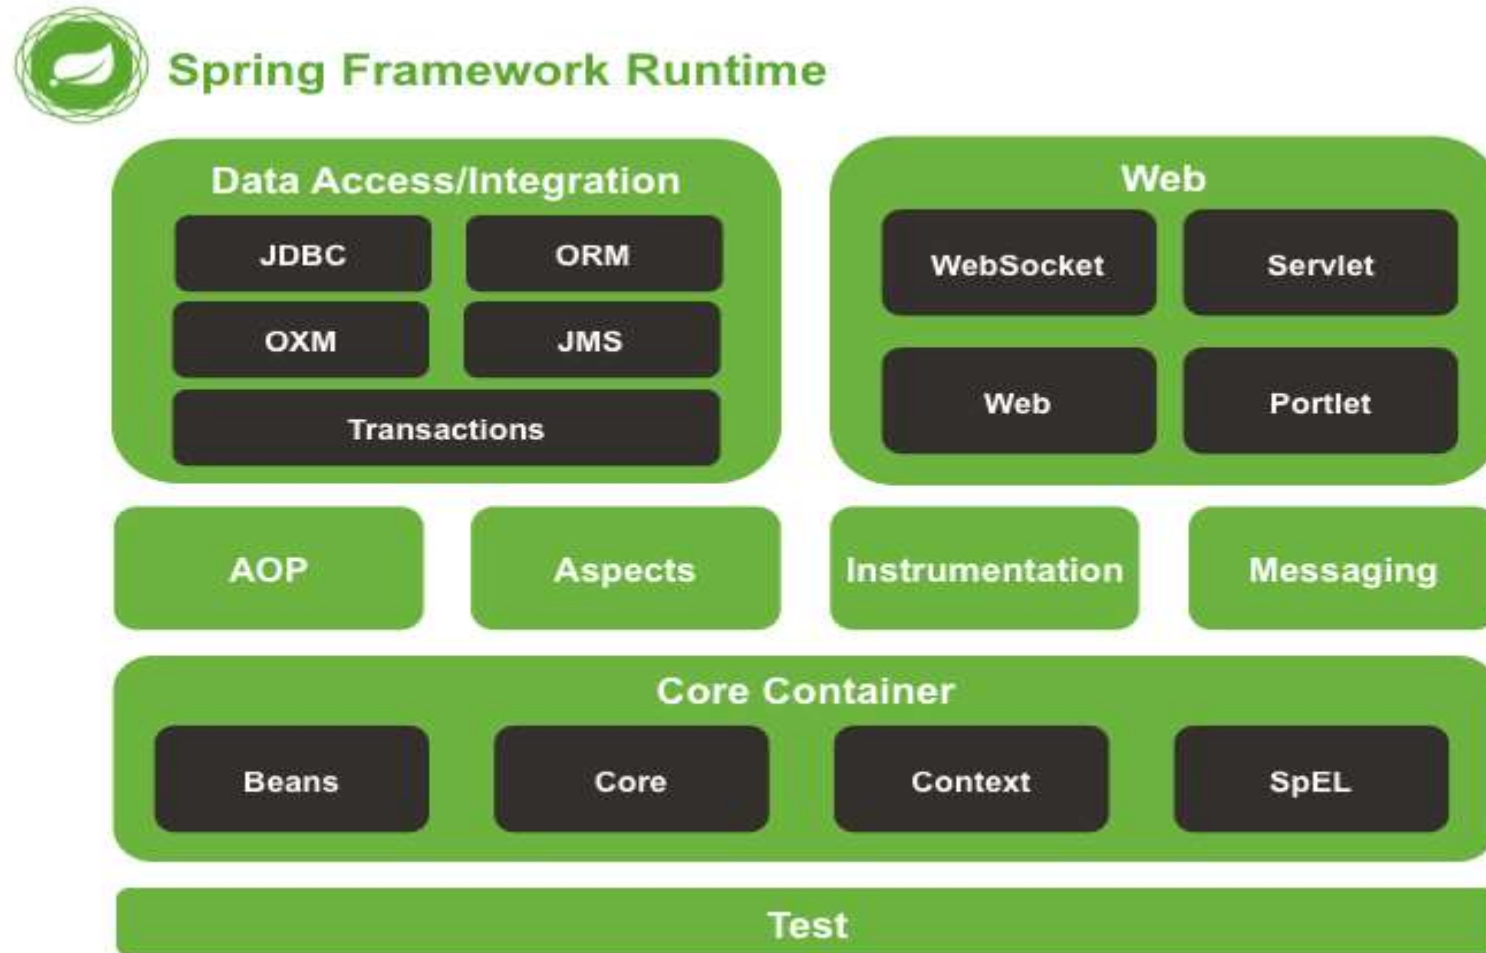 Spring Framework Runtime
Data Access/Integration
JDBC
ORM
OXM
JMS
Transactions
Web
WebSocket
Servlet
Web
Portlet
AOP
Aspects
Instrumentation
Messaging
Core Container
Beans
Core
Context
SpEL
Test